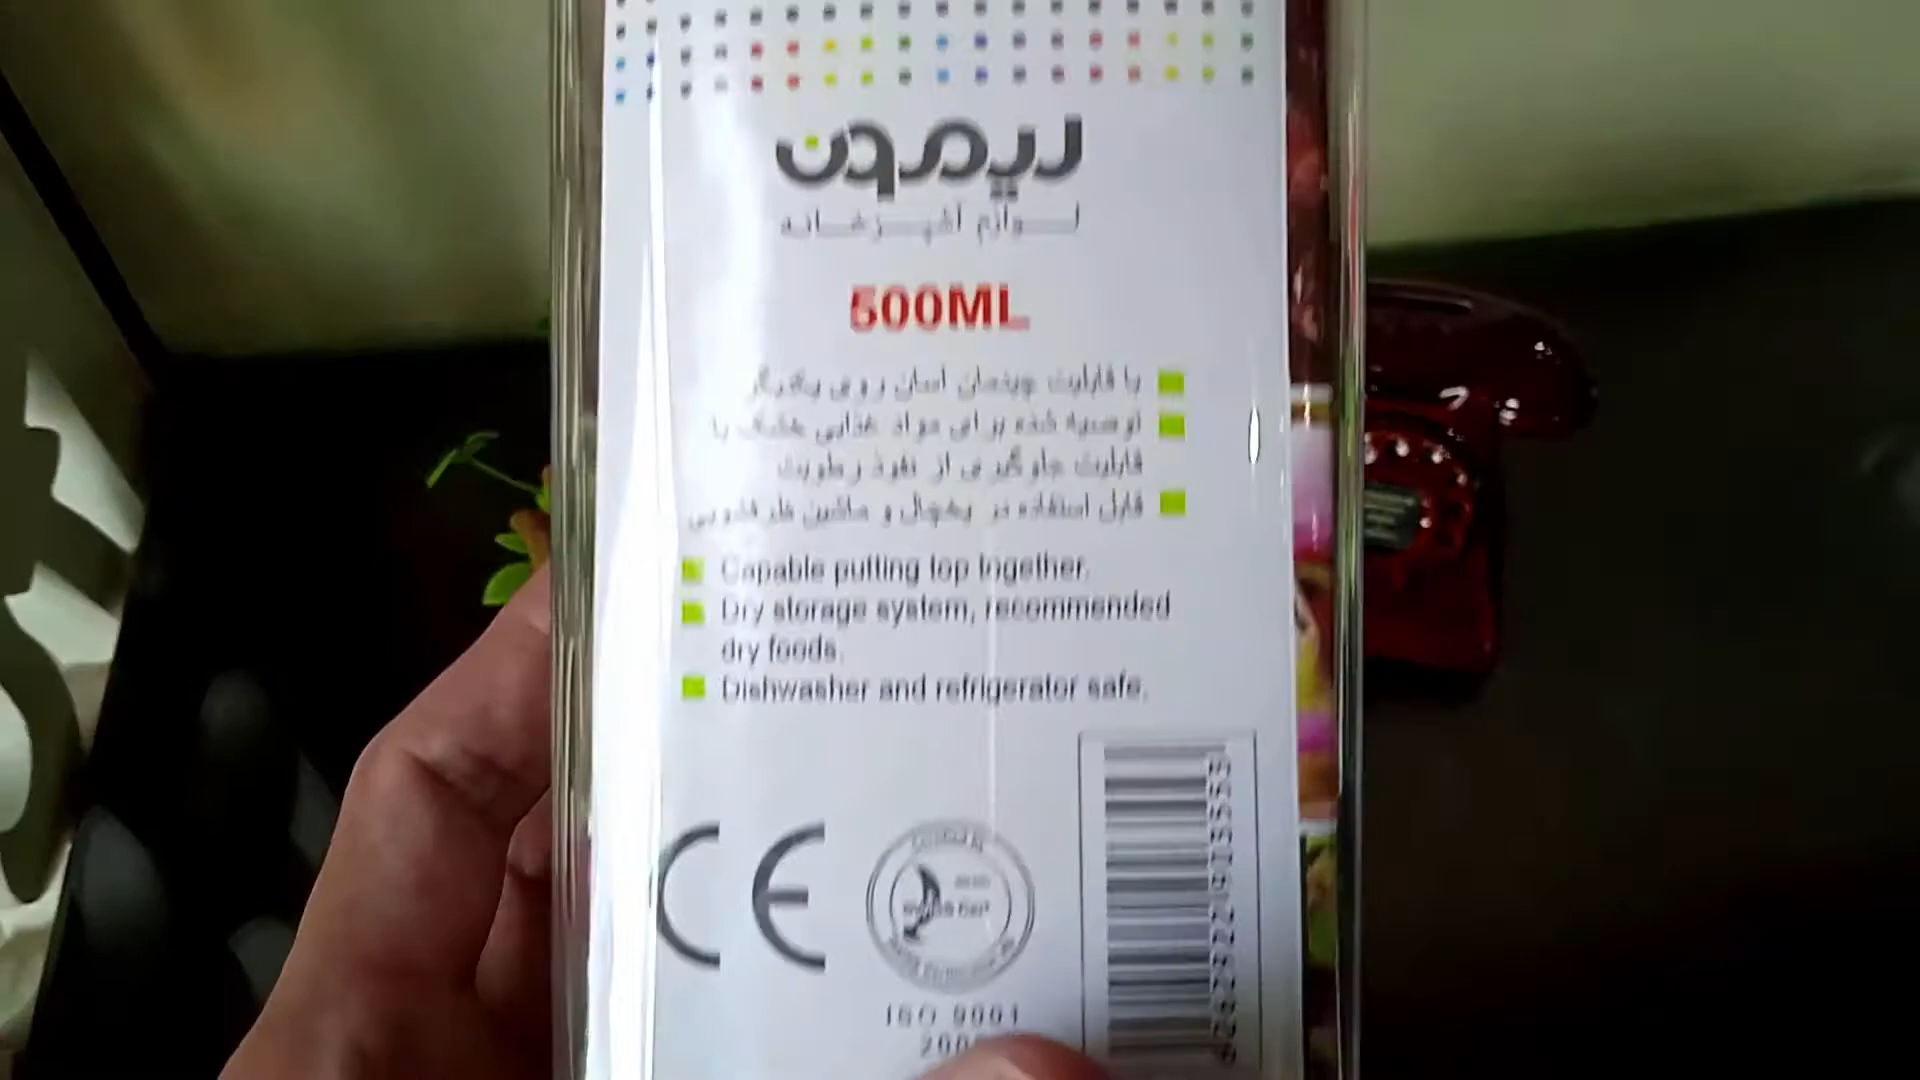 لیمون
لوازم آشپزخانه
500ML
با قابلیت چیدمان آسان روی یکدیگر
توصیه شده برای مواد غذایی خشک با
قابلیت جلوگیری از نفوذ رطوبت
قابل استفاده در یخچال و ماشین ظرفشویی
Capable putting top together.
Dry storage system, recommended
dry foods.
Dishwasher and refrigerator safe.
CE
ISO 9001